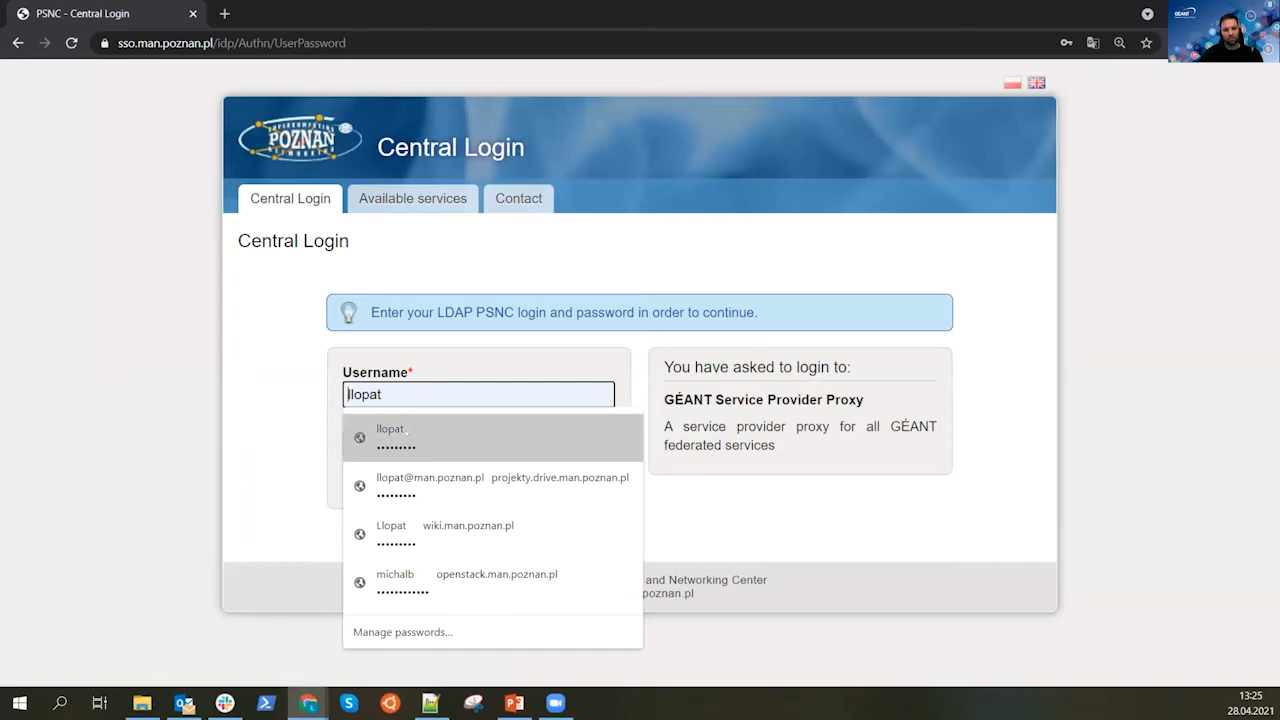 PSNC - Central Login
sso.man.poznan.pl/idp/Authn/UserPassword
GÉANT
POZNAN
Central Login
Central Login
Available services
Contact
Central Login
Enter your LDAP PSNC login and password in order to continue.
Username*
llopat
llopat
•••••••••
llopat@man.poznan.pl projekty.drive.man.poznan.pl
•••••••••
Llopat wiki.man.poznan.pl
•••••••••
michalb openstack.man.poznan.pl
••••••••••••
Manage passwords...
You have asked to login to:
GÉANT Service Provider Proxy
A service provider proxy for all GÉANT
federated services
and Networking Center
poznan.pl
13:25
28.04.2021